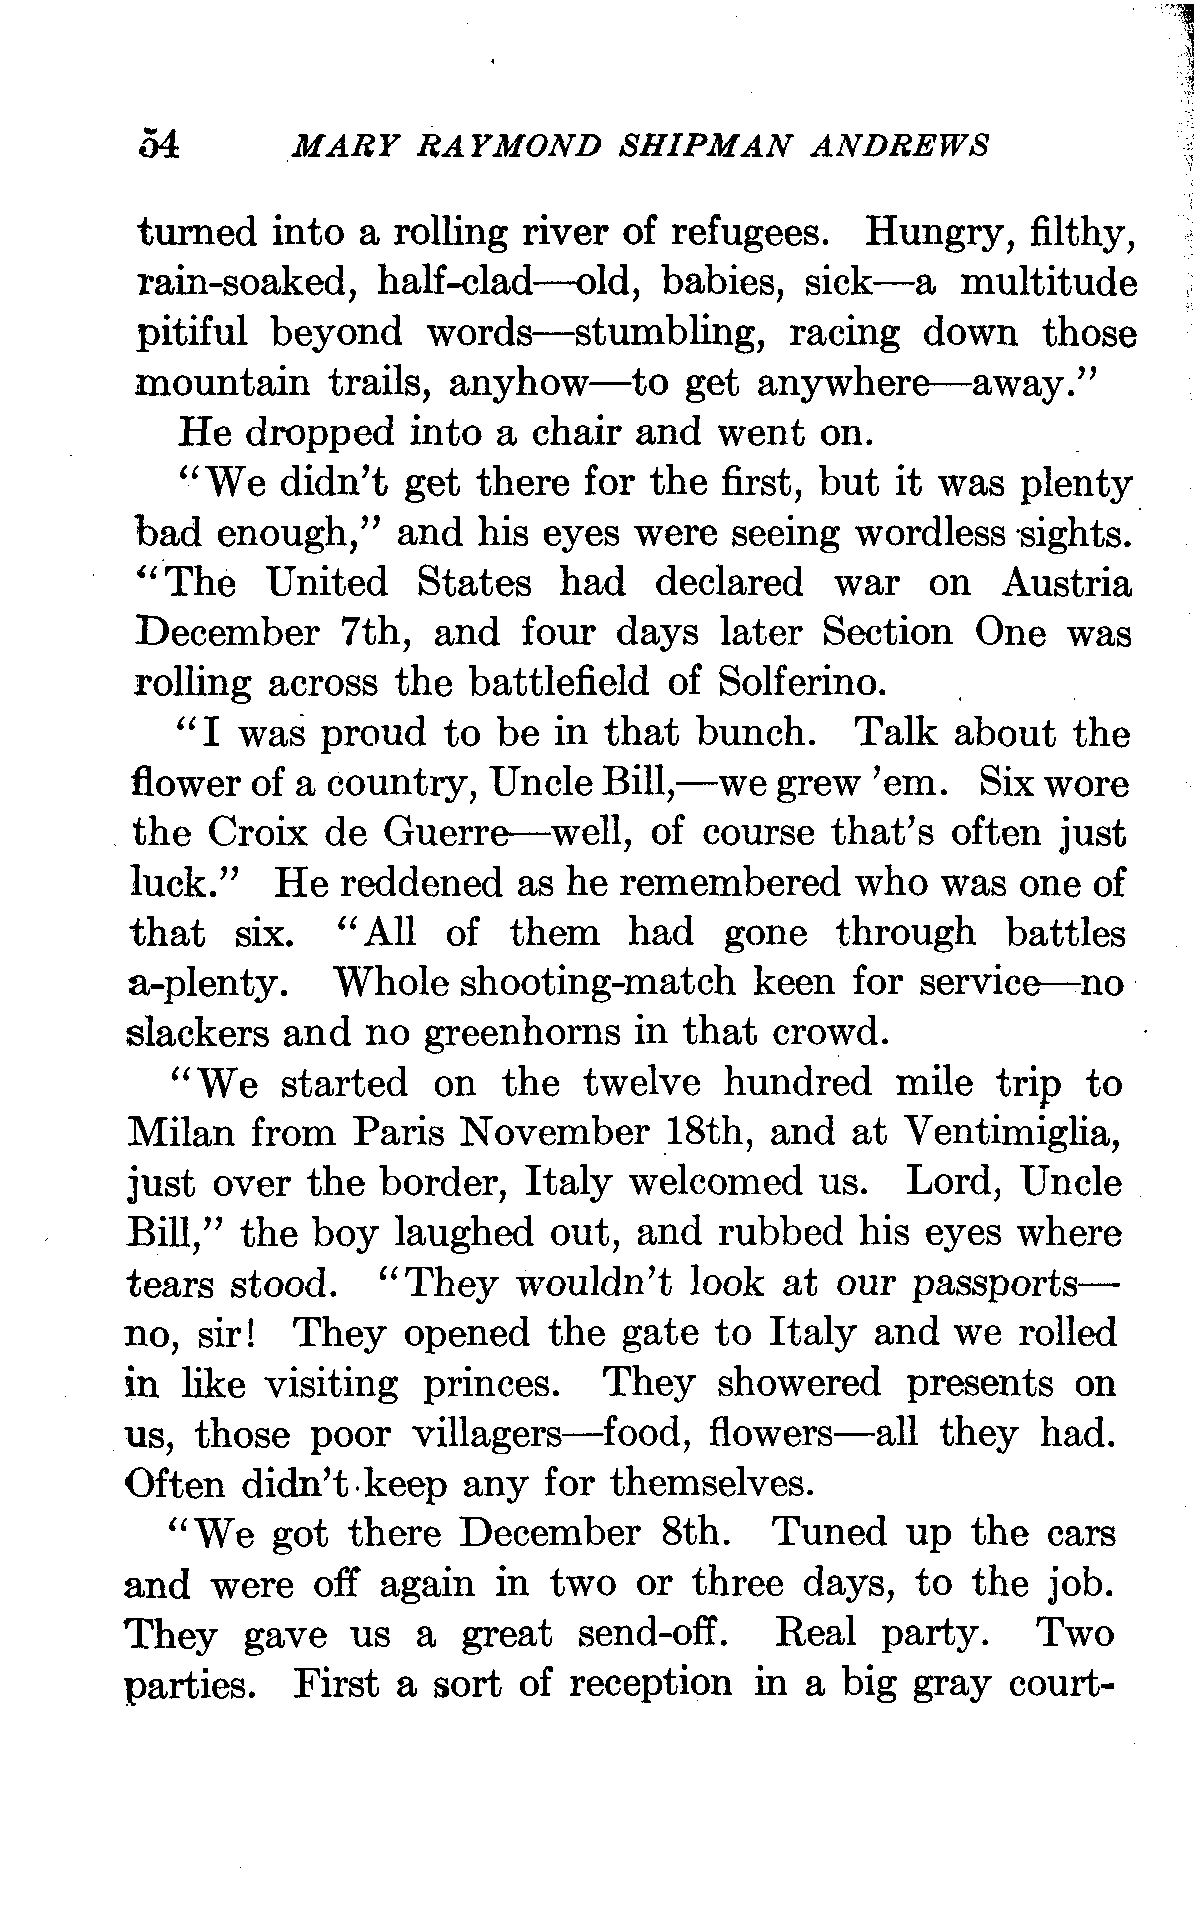 54 MARY RAYMOND SHIPMAN ANDREWS
turned into a rolling river of refugees. Hungry, filthy,
rain-soaked, half-clad—old, babies, sick—a multitude
pitiful beyond words—stumbling, racing down those
mountain trails, anyhow—to get anywhere—away.”
He dropped into a chair and went on.
“We didn’t get there for the first, but it was plenty
bad enough,” and his eyes were seeing wordless sights.
“The United States had declared war on Austria
December 7th, and four days later Section One was
rolling across the battlefield of Solferino.
“I was proud to be in that bunch. Talk about the
flower of a country, Uncle Bill,—we grew ’em. Six wore
the Croix de Guerre—well, of course that’s often just
luck.” He reddened as he remembered who was one of
that six. “All of them had gone through battles
a-plenty. Whole shooting-match keen for service—no
slackers and no greenhorns in that crowd.
“We started on the twelve hundred mile trip to
Milan from Paris November 18th, and at Ventimiglia,
just over the border, Italy welcomed us. Lord, Uncle
Bill,” the boy laughed out, and rubbed his eyes where
tears stood. “They wouldn’t look at our passports—
no, sir! They opened the gate to Italy and we rolled
in like visiting princes. They showered presents on
us, those poor villagers—food, flowers—all they had.
Often didn’t keep any for themselves.
“We got there December 8th. Tuned up the cars
and were off again in two or three days, to the job.
They gave us a great send-off. Real party. Two
parties. First a sort of reception in a big gray court-